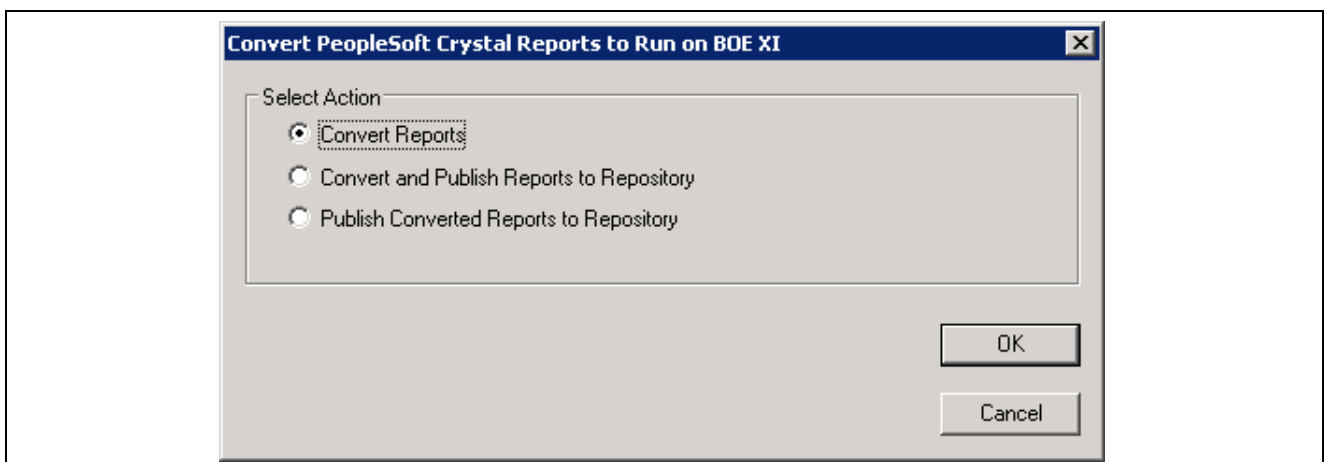 Convert PeopleSoft Crystal Reports to Run on BOE XI
Select Action
Convert Reports
Convert and Publish Reports to Repository
Publish Converted Reports to Repository
OK
Cancel